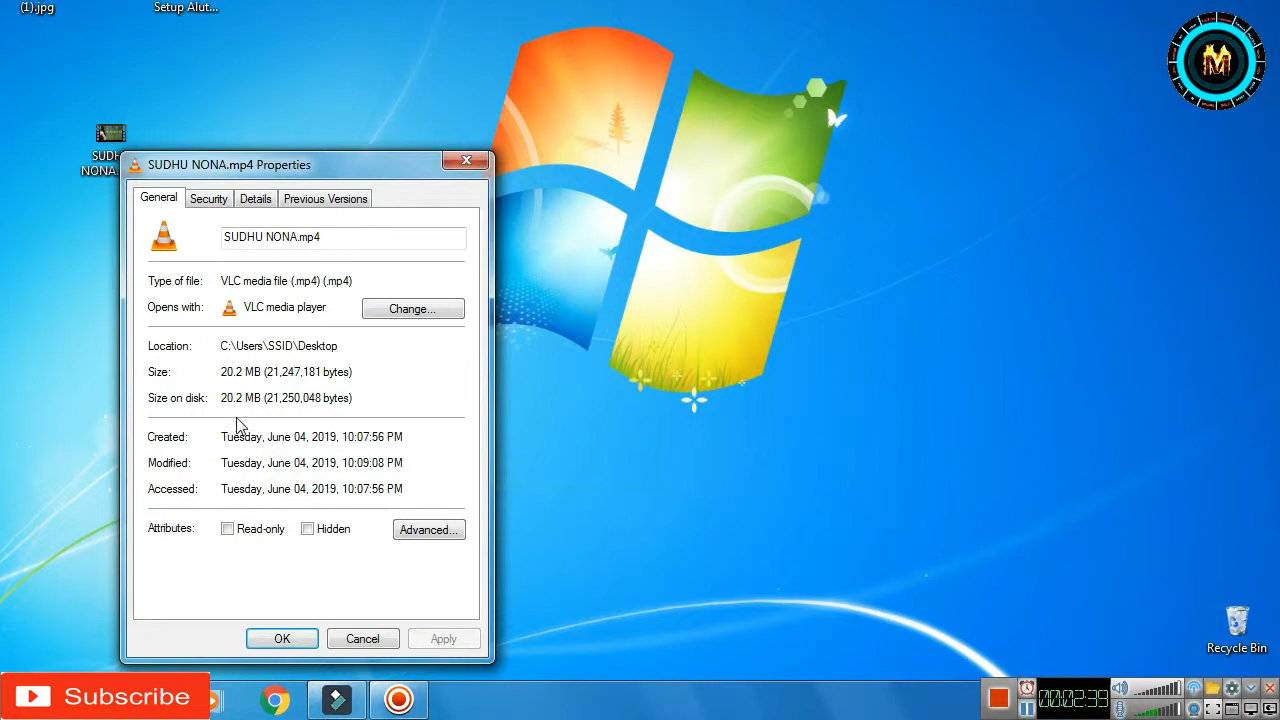 (1).jpg
Setup Alut...
SUDHU
NONA.
SUDHU NONA.mp4 Properties
General Security Details Previous Versions
SUDHU NONA.mp4
Type of file: VLC media file (.mp4) (.mp4)
Opens with: VLC media player Change...
Location: C:\Users\SSID\Desktop
Size: 20.2 MB (21,247,181 bytes)
Size on disk: 20.2 MB (21,250,048 bytes)
Created: Tuesday, June 04, 2019, 10:07:56 PM
Modified: Tuesday, June 04, 2019, 10:09:08 PM
Accessed: Tuesday, June 04, 2019, 10:07:56 PM
Attributes: Read-only Hidden Advanced...
OK Cancel Apply
M
Recycle Bin
Subscribe
00:02:39